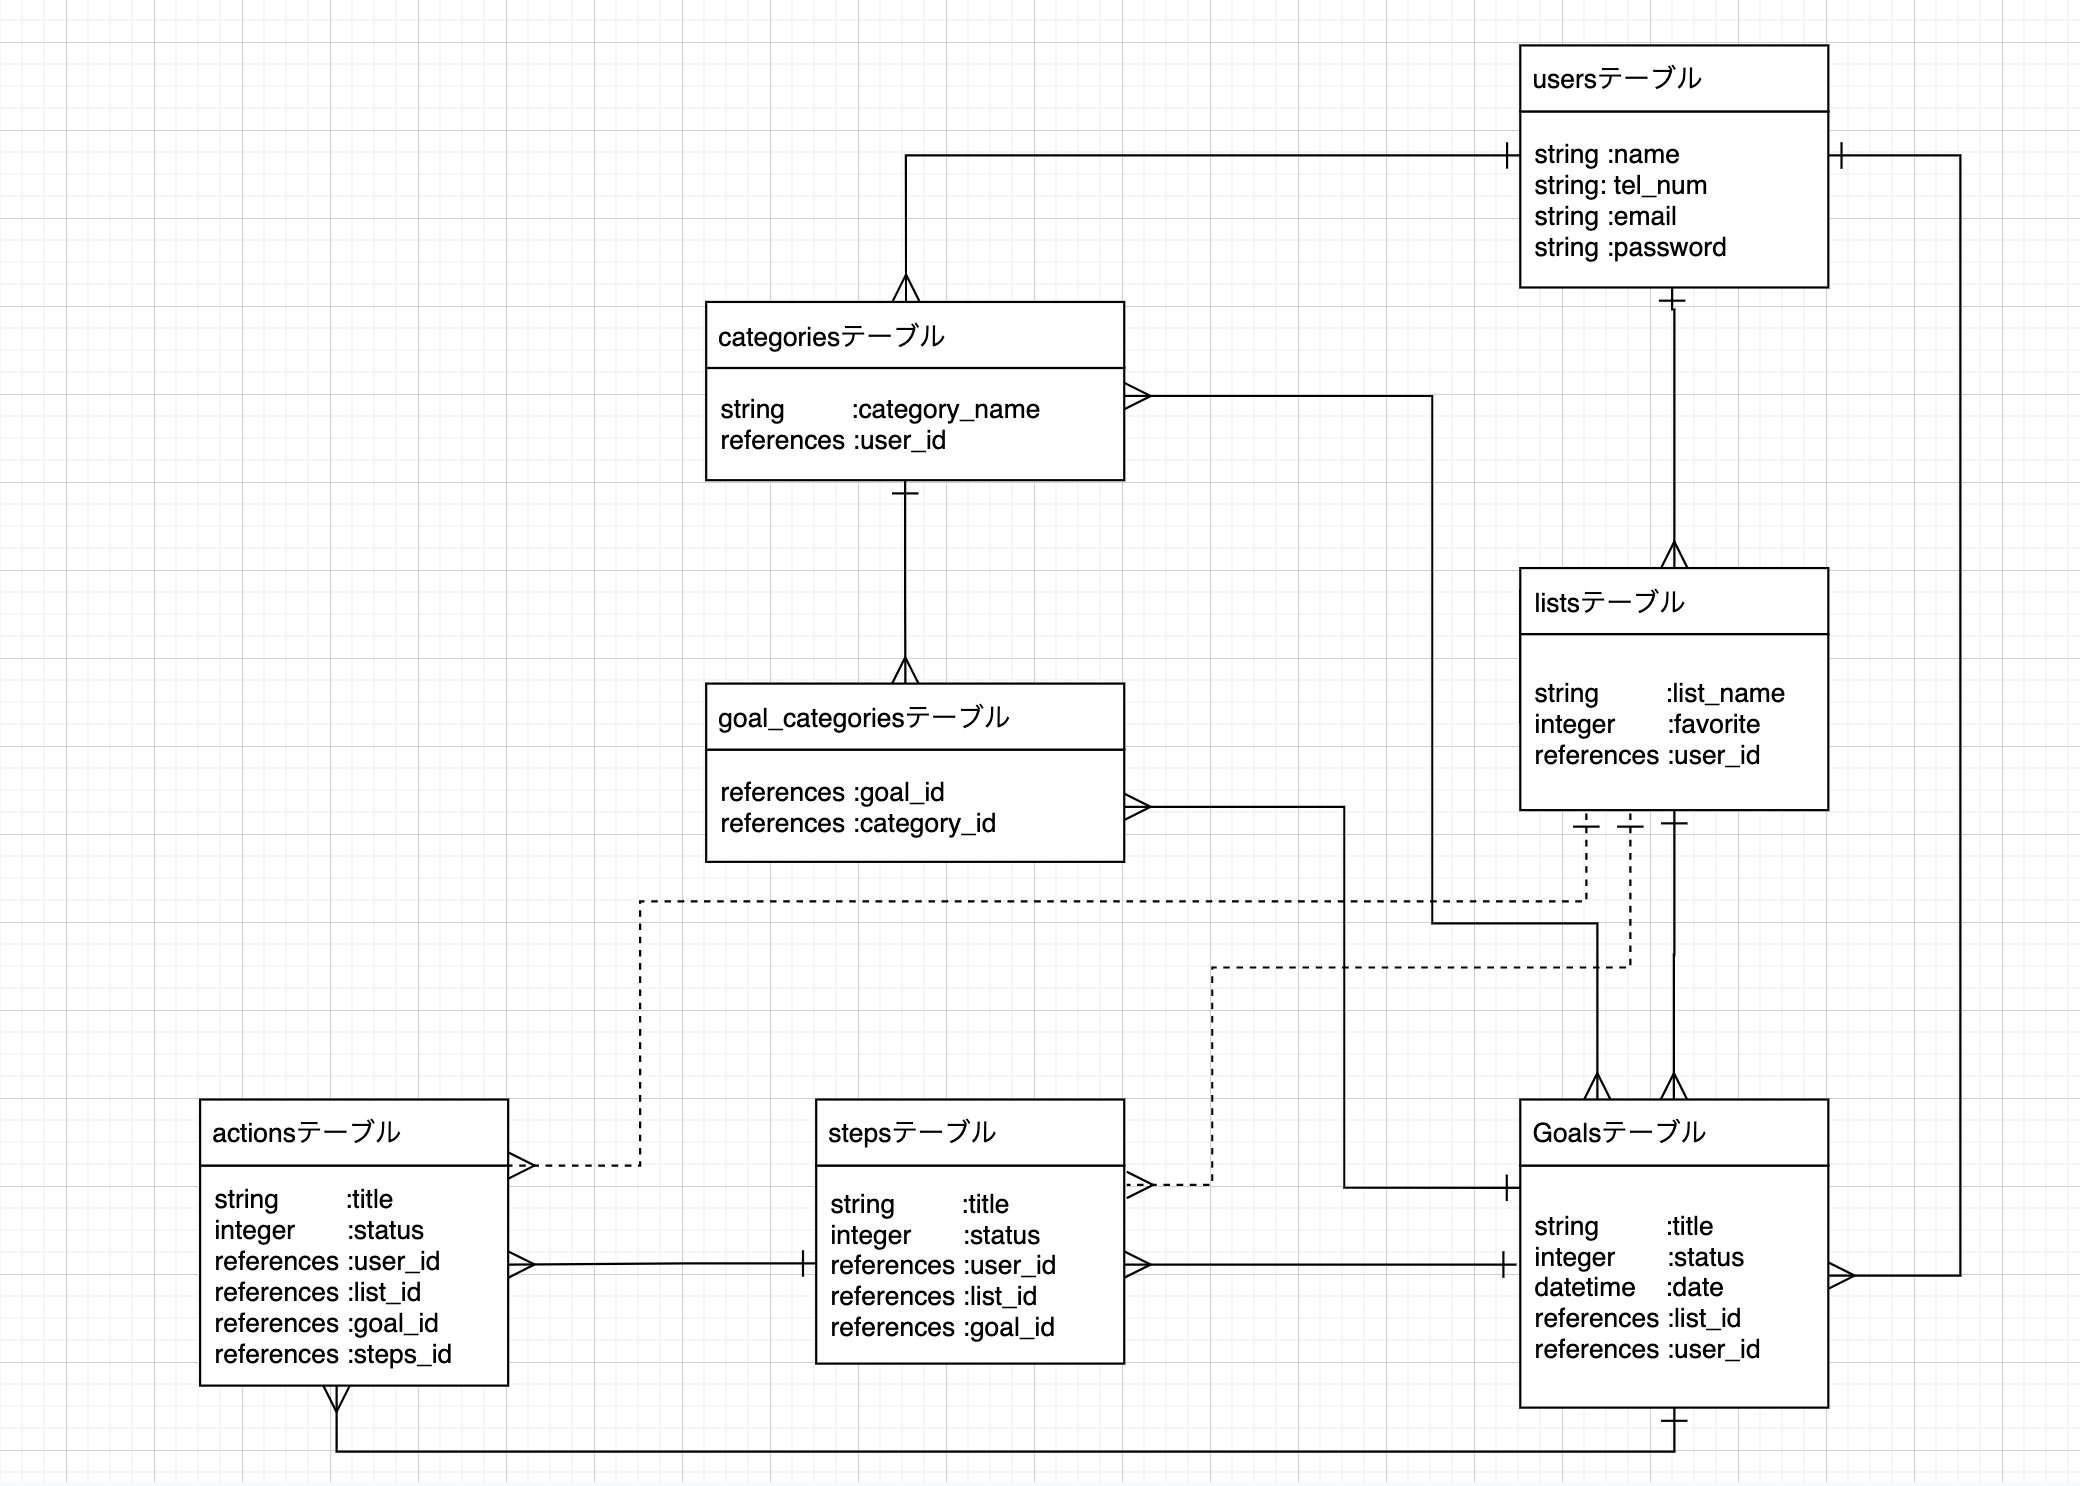 usersテーブル
string :name
string: tel_num
string :email
string :password
categoriesテーブル
string :category_name
references :user_id
listsテーブル
string :list_name
integer :favorite
references :user_id
goal_categoriesテーブル
references :goal_id
references :category_id
actionsテーブル
string :title
integer :status
references :user_id
references :list_id
references :goal_id
references :steps_id
stepsテーブル
string :title
integer :status
references :user_id
references :list_id
references :goal_id
Goalsテーブル
string :title
integer :status
datetime :date
references :list_id
references :user_id